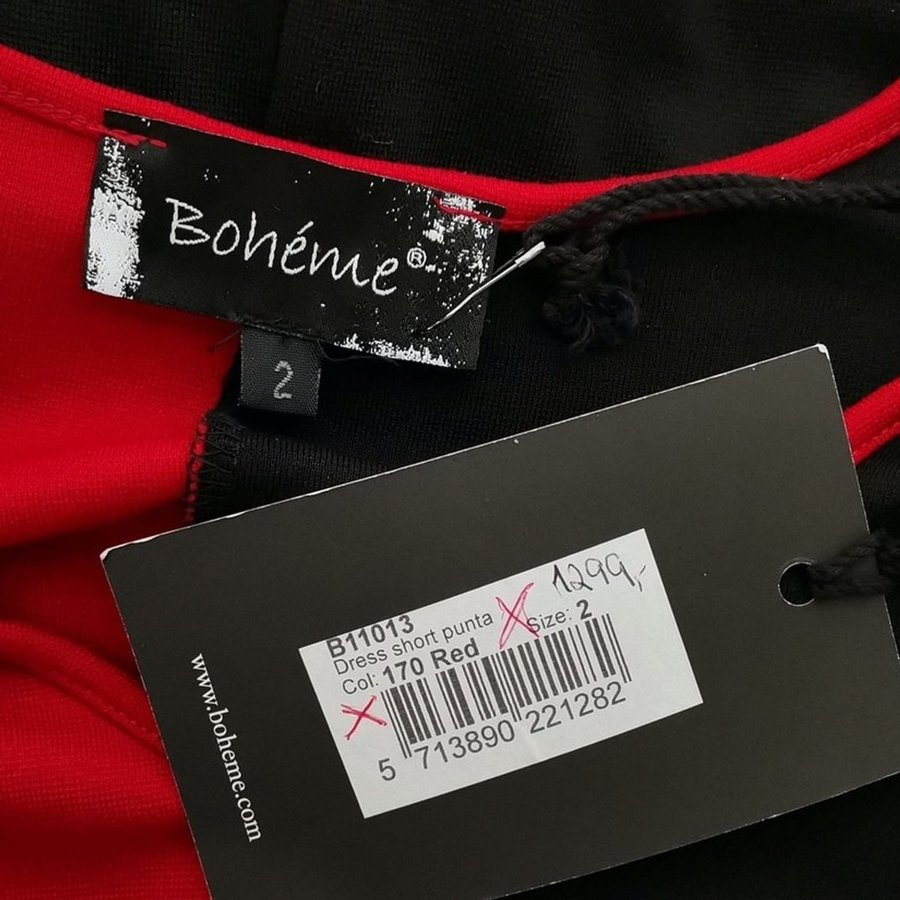 Bohéme®
2
1299,-
B11013
Dress short punta Size: 2
Col: 170 Red
5 713890 221282
www.boheme.com